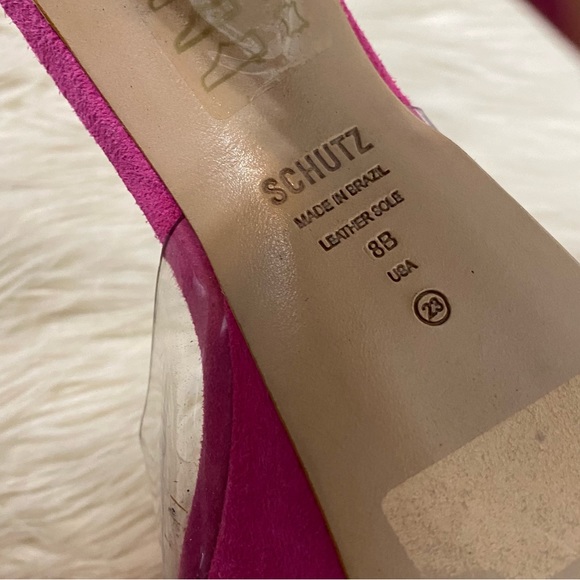 SCHUTZ
MADE IN BRAZIL
LEATHER SOLE
8B
USA
23